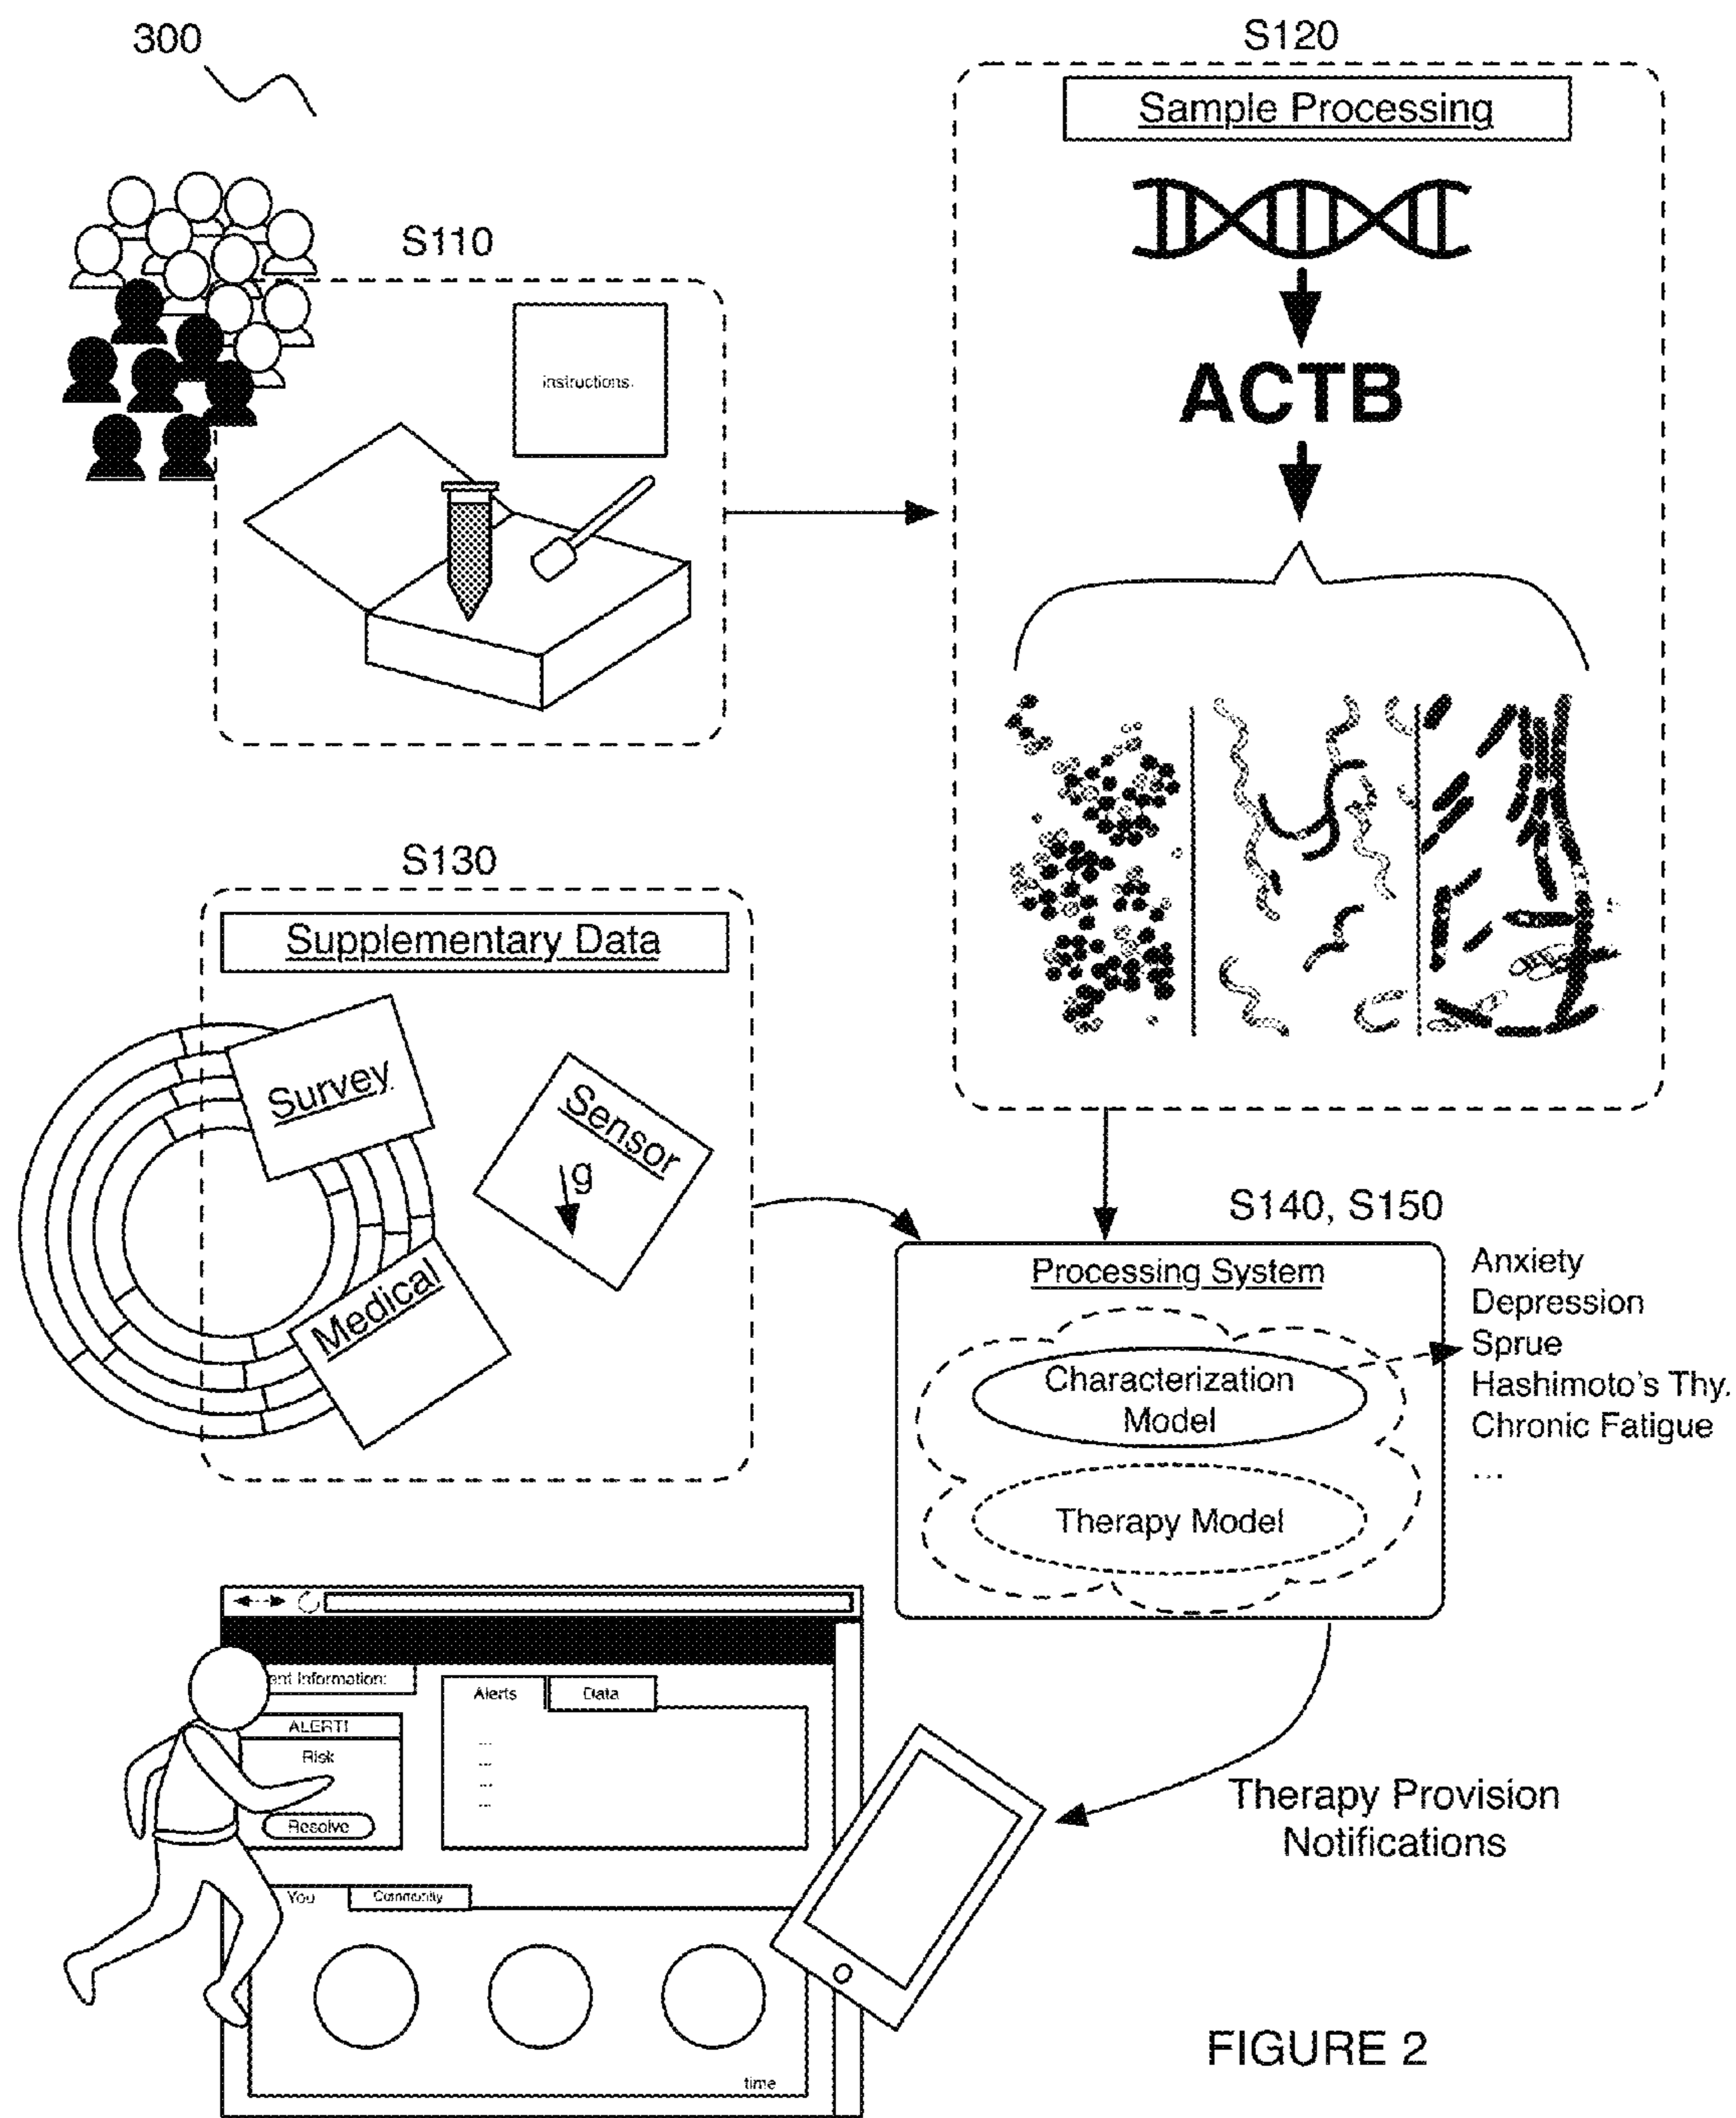 300
S120
Sample Processing
S110
instructions
ACTB
S130
Supplementary Data
Survey
Sensor
g
Medical
S140, S150
Processing System
Characterization
Model
Therapy Model
Anxiety
Depression
Sprue
Hashimoto's Thy.
Chronic Fatigue
...
ent Information:
Alerts
Data
ALERT!
Risk
Resolve
...
...
...
...
You
Community
time
Therapy Provision
Notifications
FIGURE 2